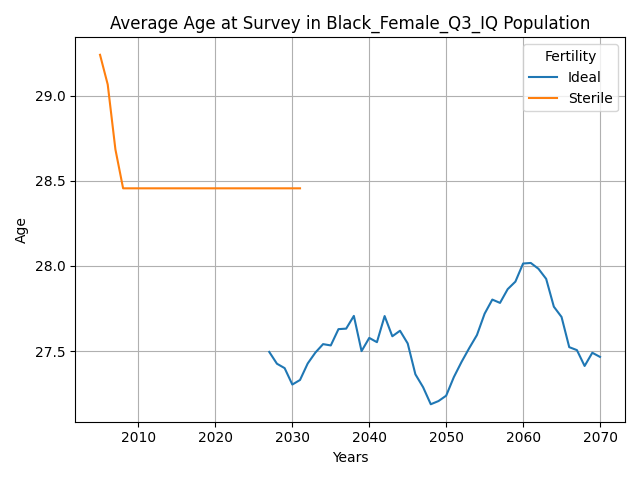 Average Age at Survey in Black_Female_Q3_IQ Population
Fertility
Ideal
Sterile
29.0
28.5
28.0
27.5
Age
2010 2020 2030 2040 2050 2060 2070
Years